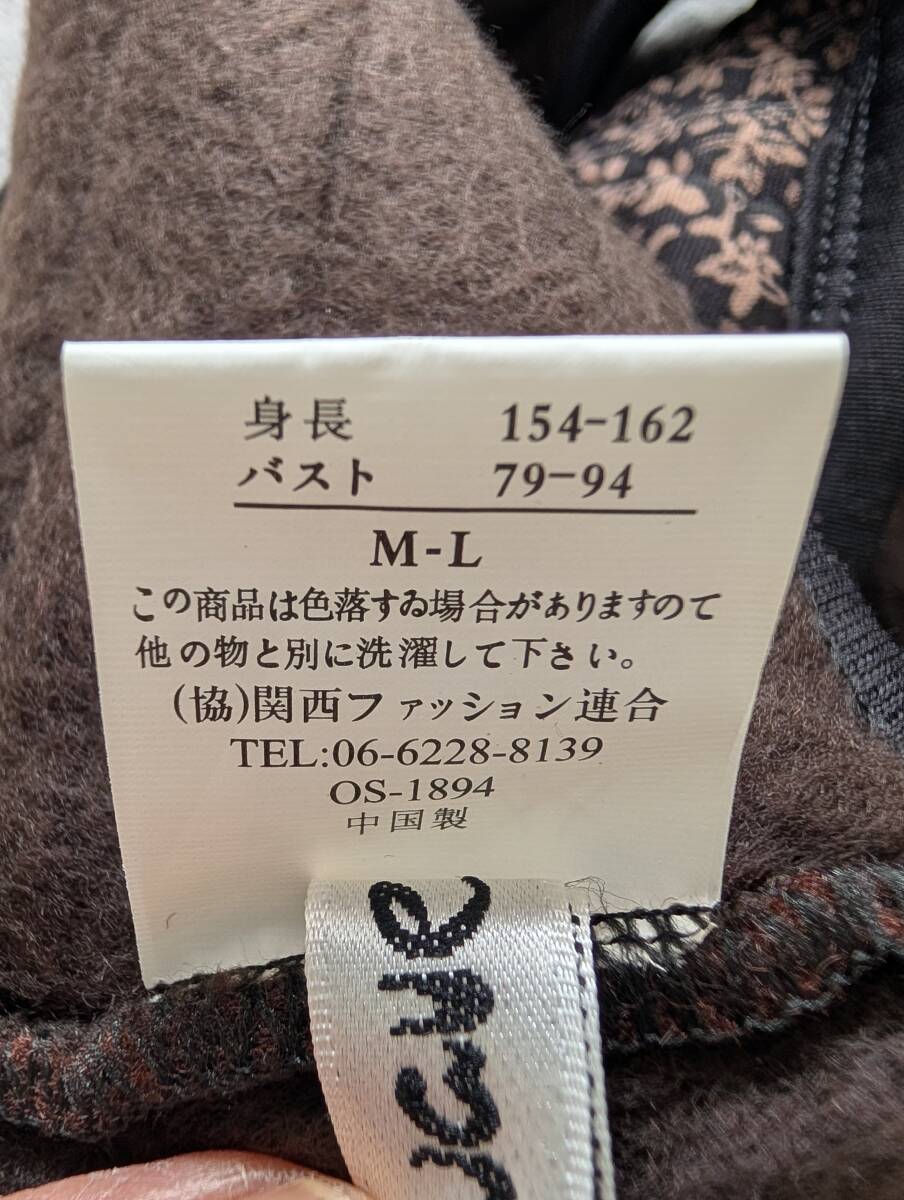 身長 154-162
バスト 79-94
M-L
この商品は色落すゐ場合がありますので
他の物と別に洗濯して下さい。
(協)関西ファッション連合
TEL:06-6228-8139
OS-1894
中国製